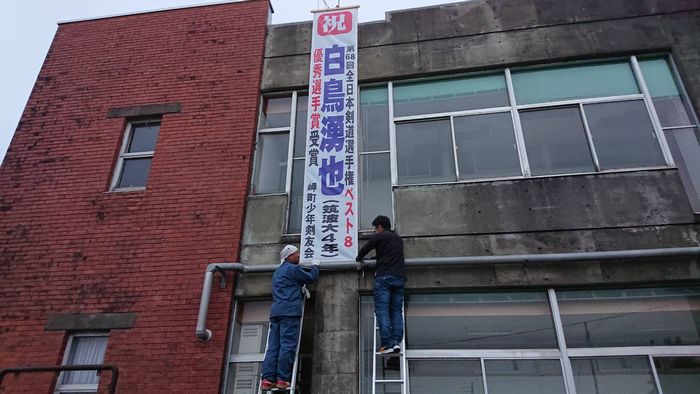 祝
第68回全日本剣道選手権ベスト8
白鳥湧也(筑波大4年)
優秀選手賞受賞
岬町少年剣友会